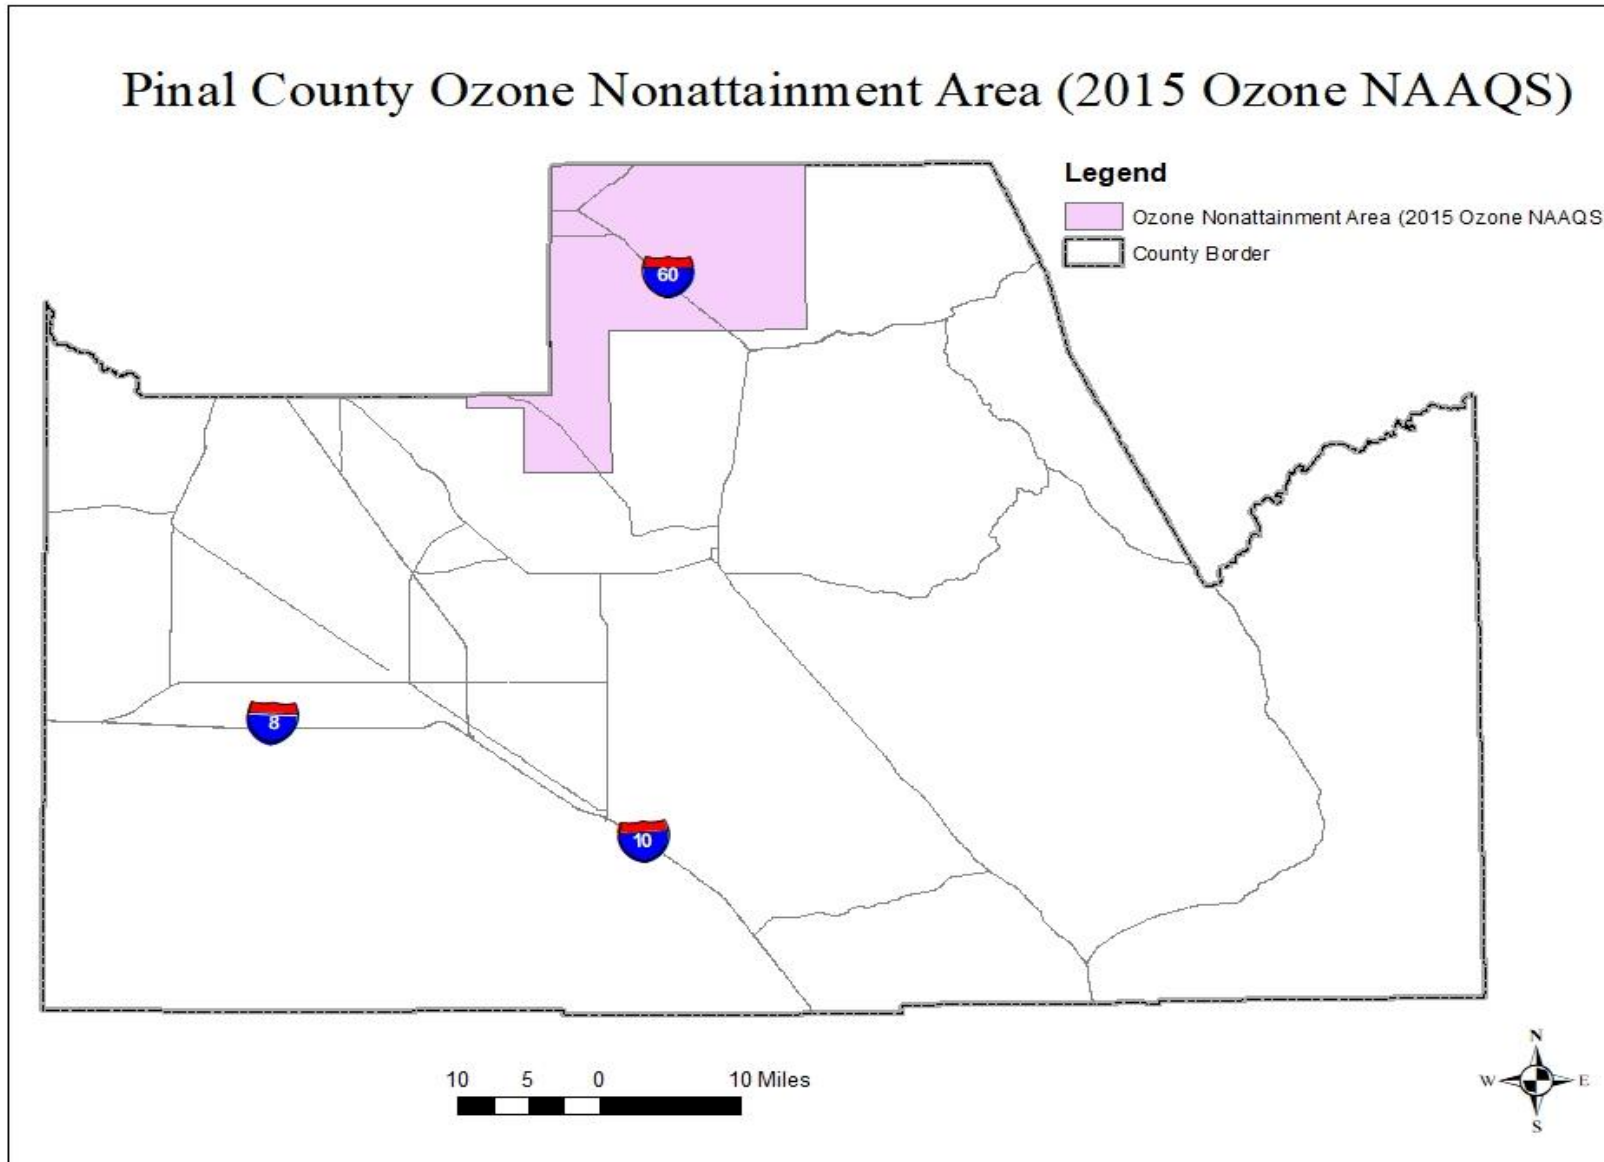 Pinal County Ozone Nonattainment Area (2015 Ozone NAAQS)
Legend
Ozone Nonattainment Area (2015 Ozone NAAQS
County Border
60
8
10
10 5 0 10 Miles
N
W E
S